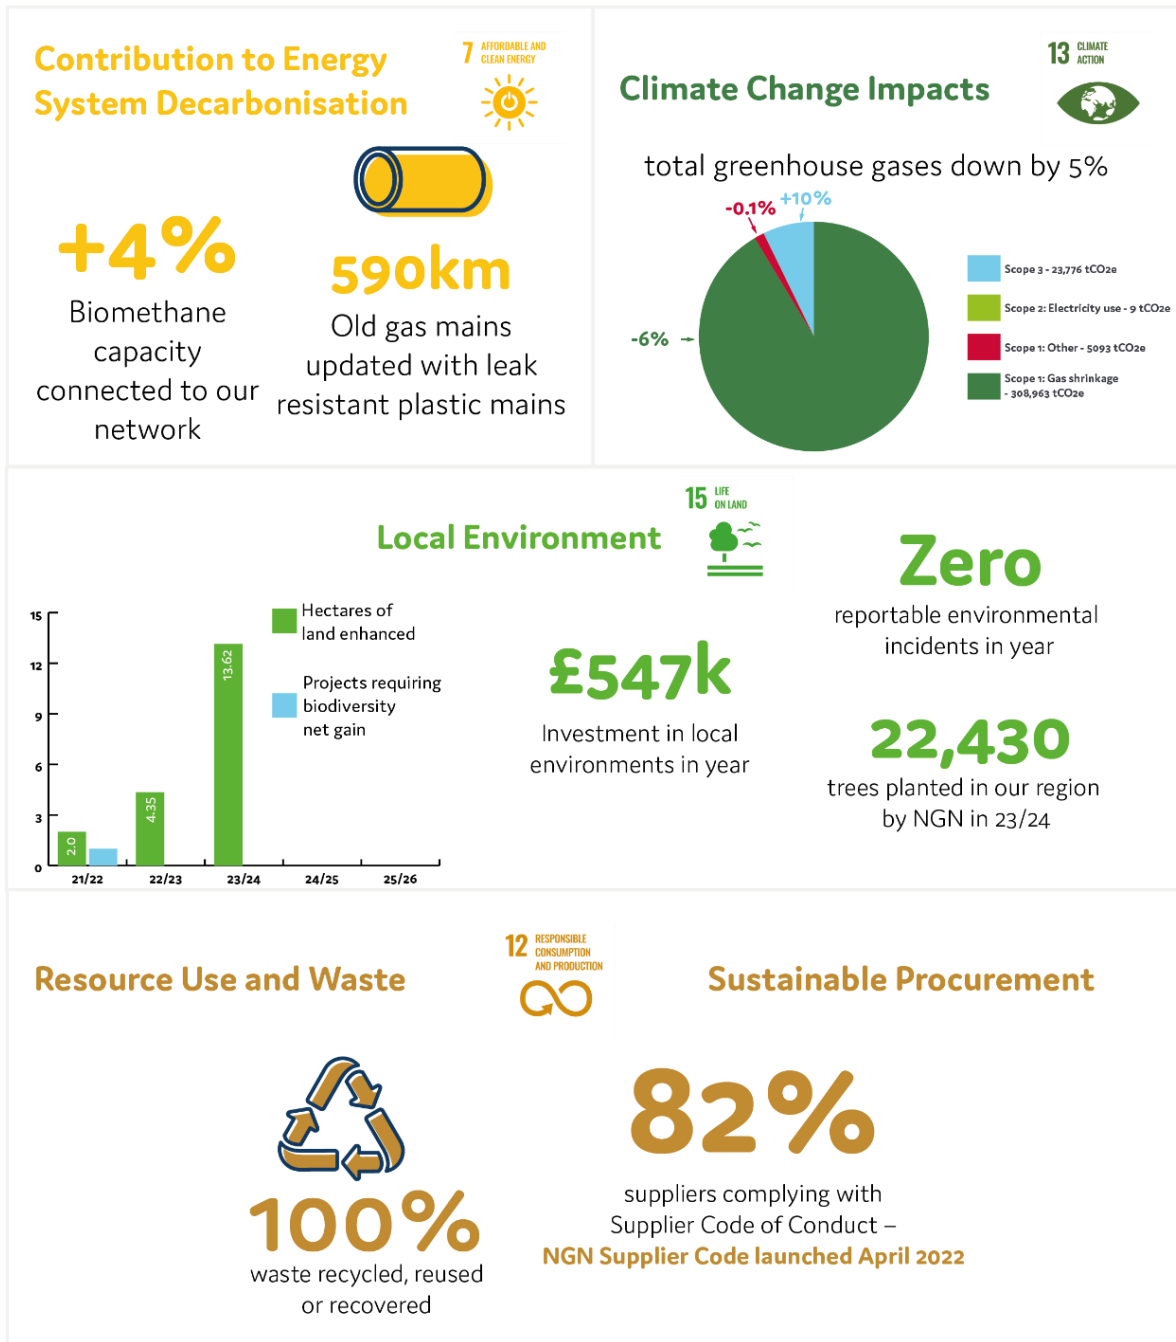 Contribution to Energy
System Decarbonisation
7 AFFORDABLE AND
CLEAN ENERGY
+4%
Biomethane
capacity
connected to our
network
590km
Old gas mains
updated with leak
resistant plastic mains
Climate Change Impacts
13 CLIMATE
ACTION
total greenhouse gases down by 5%
-0.1%
+10%
-6%
Scope 3 - 23,776 tCO2e
Scope 2: Electricity use - 9 tCO2e
Scope 1: Other - 5093 tCO2e
Scope 1: Gas shrinkage
- 308,963 tCO2e
Local Environment
15 LIFE
ON LAND
15
12
9
6
3
0
2.0
4.35
13.62
21/22
22/23
23/24
24/25
25/26
Hectares of
land enhanced
Projects requiring
biodiversity
net gain
£547k
Investment in local
environments in year
Zero
reportable environmental
incidents in year
22,430
trees planted in our region
by NGN in 23/24
Resource Use and Waste
12 RESPONSIBLE
CONSUMPTION
AND PRODUCTION
100%
waste recycled, reused
or recovered
Sustainable Procurement
82%
suppliers complying with
Supplier Code of Conduct –
NGN Supplier Code launched April 2022